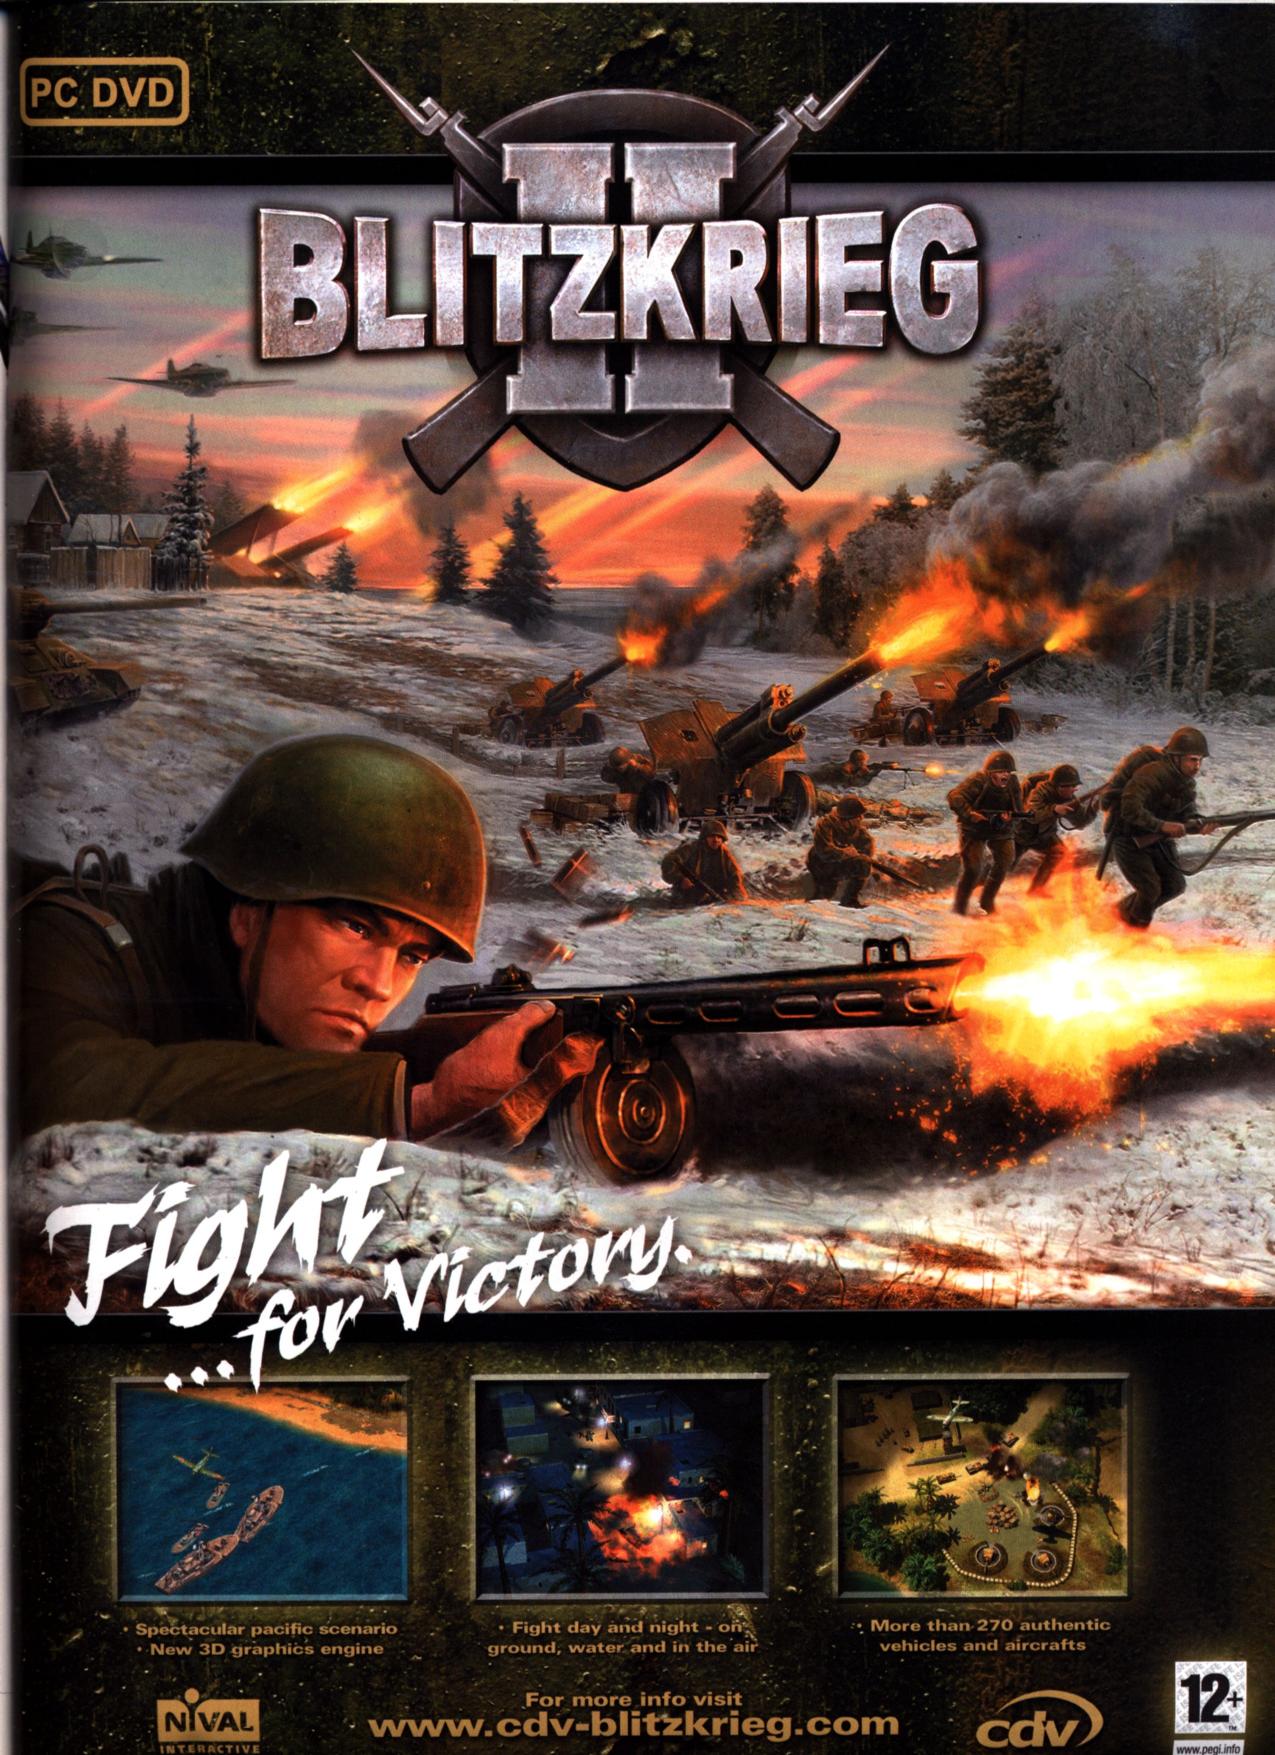 PC DVD
II
BLITZKRIEG
Fight
...for Victory.
• Spectacular pacific scenario
• New 3D graphics engine
• Fight day and night - on
ground, water and in the air
• More than 270 authentic
vehicles and aircrafts
NiVAL
INTERACTIVE
For more info visit
www.cdv-blitzkrieg.com
cdv
12+
TM
www.pegi.info